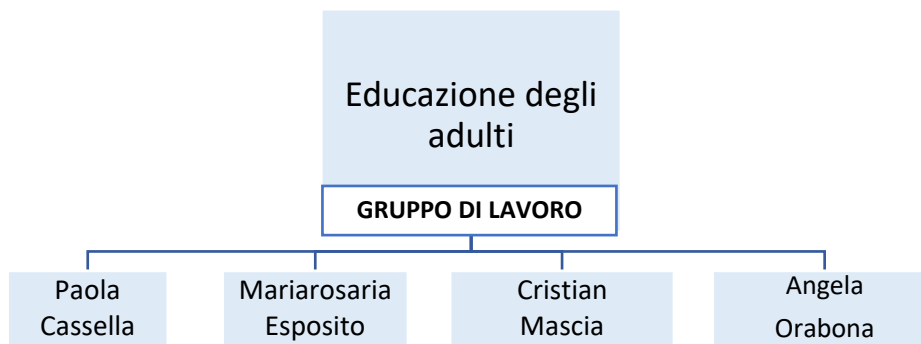 Educazione degli
adulti
GRUPPO DI LAVORO
Paola
Cassella
Mariarosaria
Esposito
Cristian
Mascia
Angela
Orabona